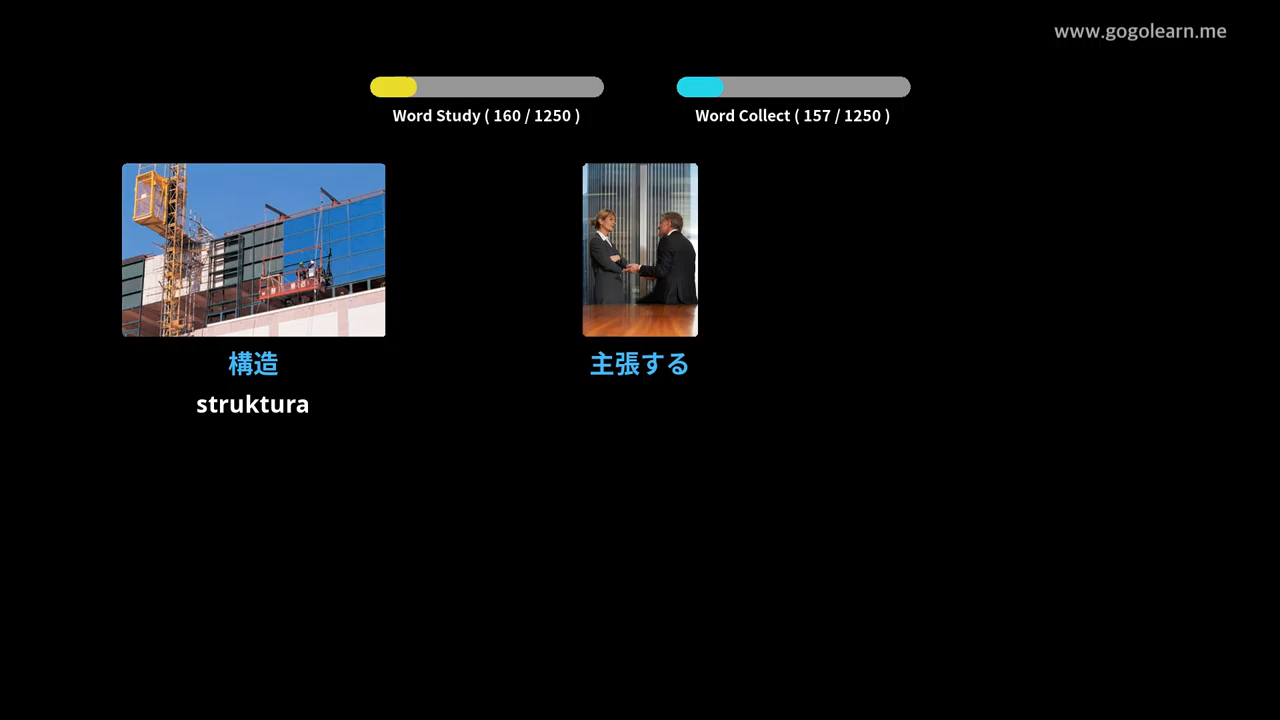 www.gogolearn.me
Word Study ( 160 / 1250 )
Word Collect ( 157 / 1250 )
構造
struktura
主張する